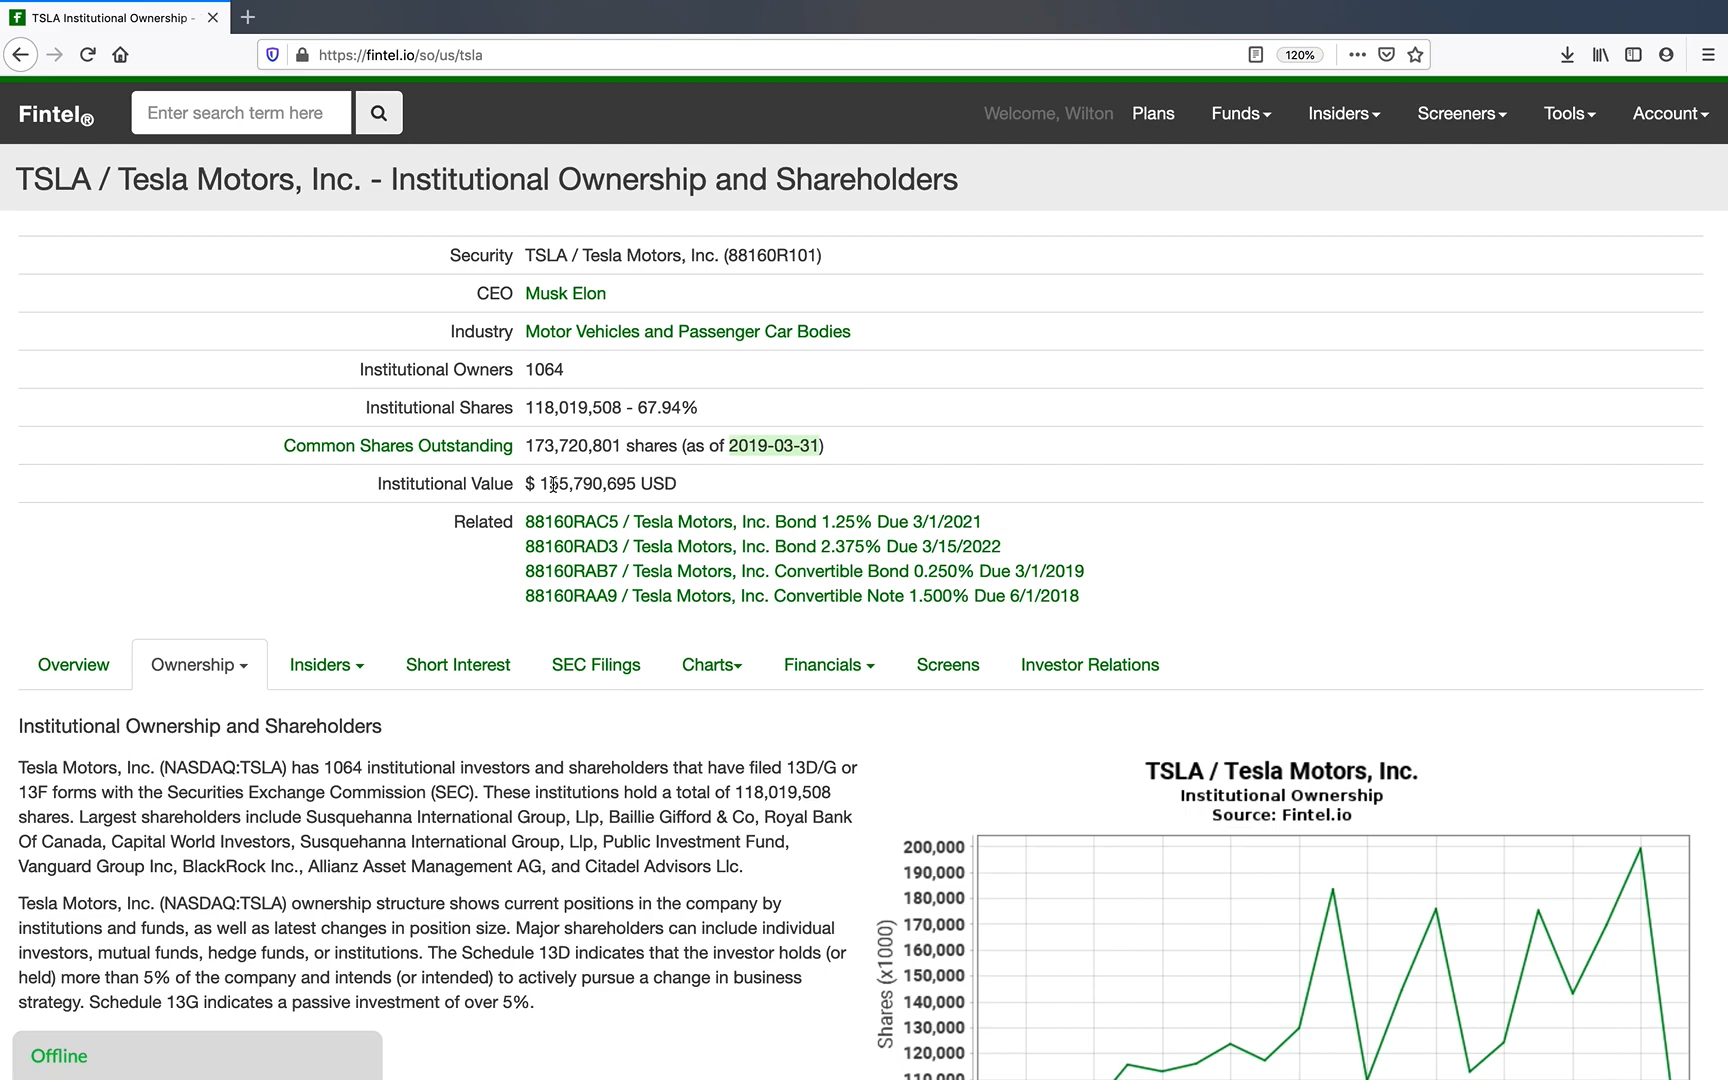 TSLA Institutional Ownership -
https://fintel.io/so/us/tsla
120%
Fintel®
Enter search term here
Welcome, Wilton
Plans
Funds
Insiders
Screeners
Tools
Account
TSLA / Tesla Motors, Inc. - Institutional Ownership and Shareholders
Security TSLA / Tesla Motors, Inc. (88160R101)
CEO Musk Elon
Industry Motor Vehicles and Passenger Car Bodies
Institutional Owners 1064
Institutional Shares 118,019,508 - 67.94%
Common Shares Outstanding 173,720,801 shares (as of 2019-03-31)
Institutional Value $ USD
Related 88160RAC5 / Tesla Motors, Inc. Bond 1.25% Due 3/1/2021
88160RAD3 / Tesla Motors, Inc. Bond 2.375% Due 3/15/2022
88160RAB7 / Tesla Motors, Inc. Convertible Bond 0.250% Due 3/1/2019
88160RAA9 / Tesla Motors, Inc. Convertible Note 1.500% Due 6/1/2018
Overview
Ownership
Insiders
Short Interest
SEC Filings
Charts
Financials
Screens
Investor Relations
Institutional Ownership and Shareholders
Tesla Motors, Inc. (NASDAQ:TSLA) has 1064 institutional investors and shareholders that have filed 13D/G or
13F forms with the Securities Exchange Commission (SEC). These institutions hold a total of 118,019,508
shares. Largest shareholders include Susquehanna International Group, Llp, Baillie Gifford & Co, Royal Bank
Of Canada, Capital World Investors, Susquehanna International Group, Llp, Public Investment Fund,
Vanguard Group Inc, BlackRock Inc., Allianz Asset Management AG, and Citadel Advisors Llc.
Tesla Motors, Inc. (NASDAQ:TSLA) ownership structure shows current positions in the company by
institutions and funds, as well as latest changes in position size. Major shareholders can include individual
investors, mutual funds, hedge funds, or institutions. The Schedule 13D indicates that the investor holds (or
held) more than 5% of the company and intends (or intended) to actively pursue a change in business
strategy. Schedule 13G indicates a passive investment of over 5%.
Offline
TSLA / Tesla Motors, Inc.
Institutional Ownership
Source: Fintel.io
Shares (x1000)
200,000
190,000
180,000
170,000
160,000
150,000
140,000
130,000
120,000
110,000